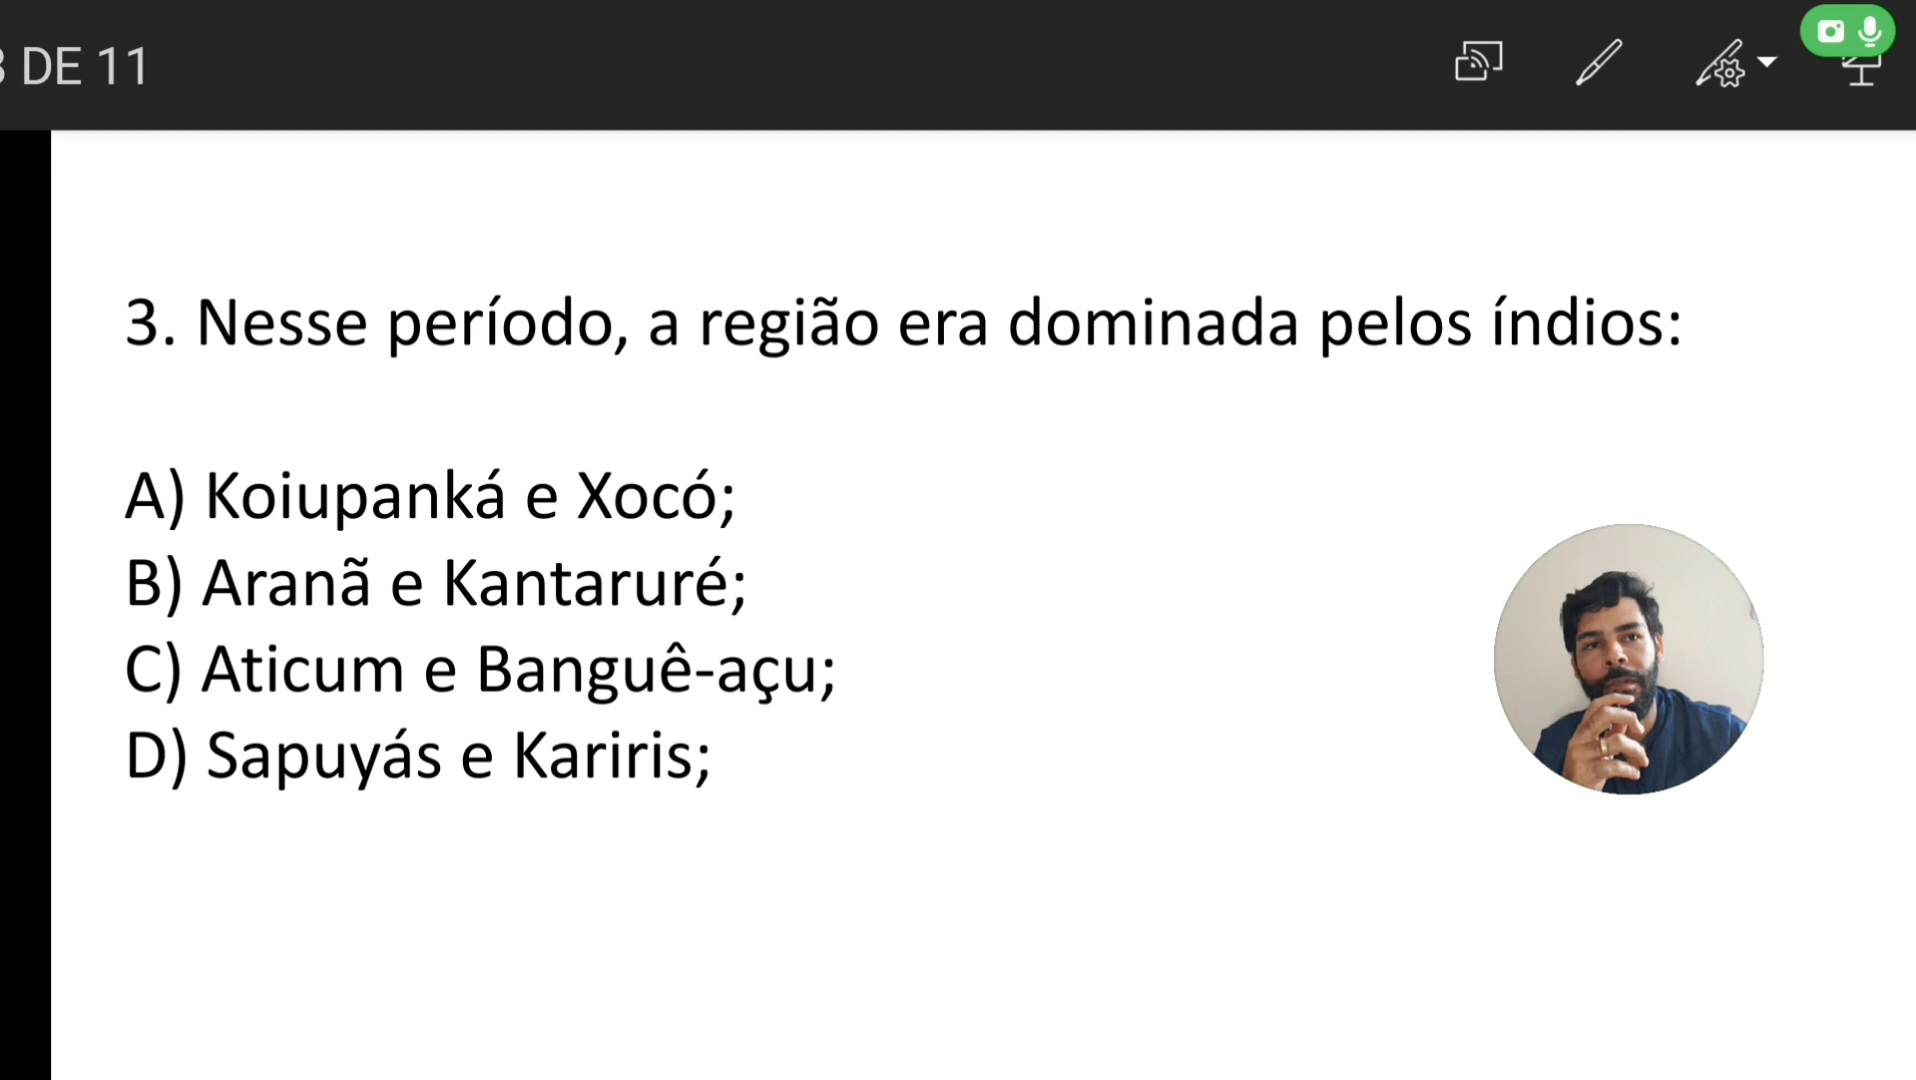 DE 11
3. Nesse período, a região era dominada pelos índios:
A) Koiupanká e Xocó;
B) Aranã e Kantaruré;
C) Aticum e Banguê-açu;
D) Sapuyás e Kariris;